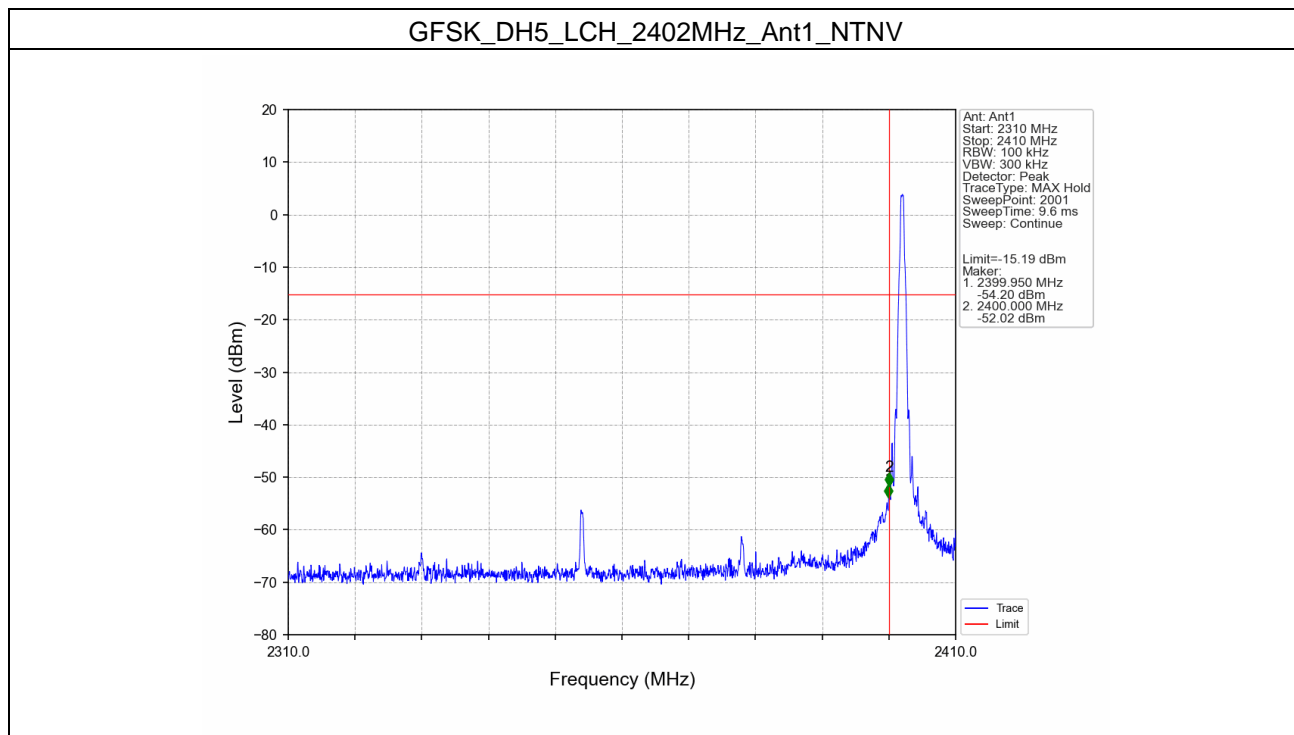 GFSK_DH5_LCH_2402MHz_Ant1_NTNV
20
10
0
−10
−20
−30
−40
−50
−60
−70
−80
Level (dBm)
2310.0
2410.0
Frequency (MHz)
2
Ant: Ant1
Start: 2310 MHz
Stop: 2410 MHz
RBW: 100 kHz
VBW: 300 kHz
Detector: Peak
TraceType: MAX Hold
SweepPoint: 2001
SweepTime: 9.6 ms
Sweep: Continue
Limit=-15.19 dBm
Maker:
1. 2399.950 MHz
-54.20 dBm
2. 2400.000 MHz
-52.02 dBm
Trace
Limit